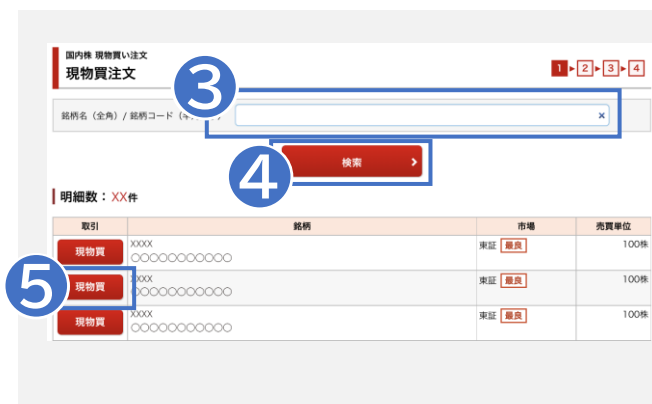 国内株 現物買い注文
現物買注文
1 ▶ 2 ▶ 3 ▶ 4
3
銘柄名（全角）/ 銘柄コード
×
4
検索
明細数：XX件
取引 銘柄 市場 売買単位
現物買 XXXX 東証 最良 100株
○○○○○○○○○○○
5
現物買 XXX 東証 最良 100株
○○○○○○○○○○○
現物買 XXXX 東証 最良 100株
○○○○○○○○○○○